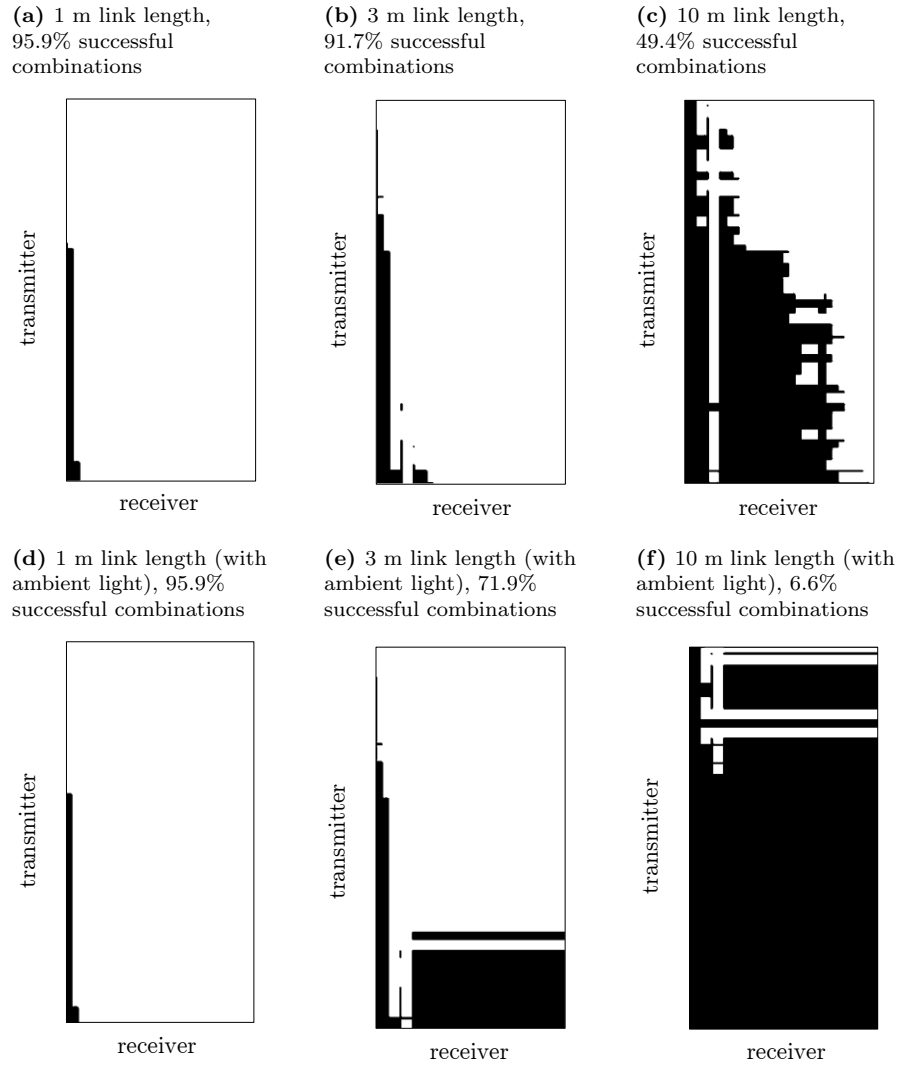 (a) 1 m link length,
95.9% successful
combinations
(b) 3 m link length,
91.7% successful
combinations
(c) 10 m link length,
49.4% successful
combinations
transmitter
receiver
transmitter
receiver
transmitter
receiver
(d) 1 m link length (with
ambient light), 95.9%
successful combinations
(e) 3 m link length (with
ambient light), 71.9%
successful combinations
(f) 10 m link length (with
ambient light), 6.6%
successful combinations
transmitter
receiver
transmitter
receiver
transmitter
receiver